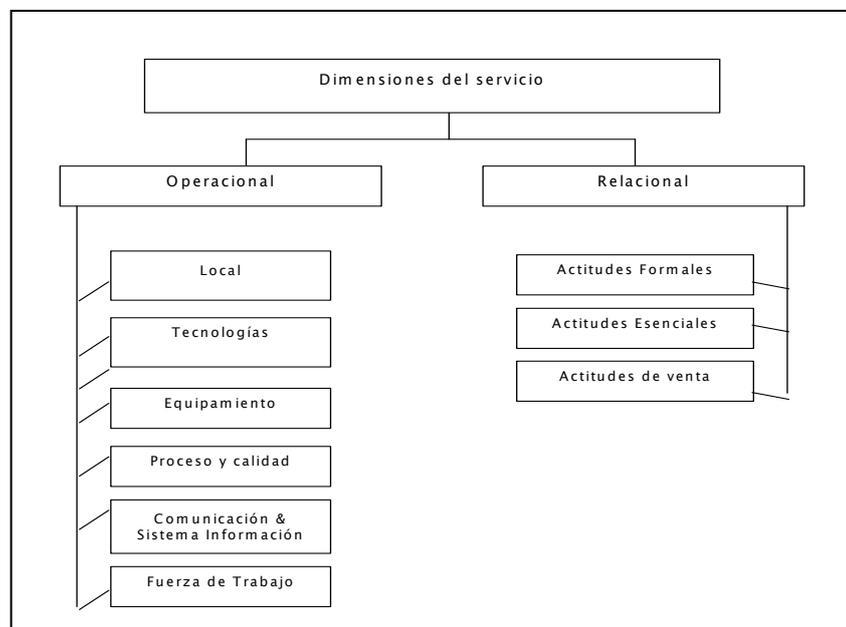 Dimensiones del servicio
Operacional
Relacional
Local
Tecnologías
Equipamiento
Proceso y calidad
Comunicación &
Sistema Información
Fuerza de Trabajo
Actitudes Formales
Actitudes Esenciales
Actitudes de venta